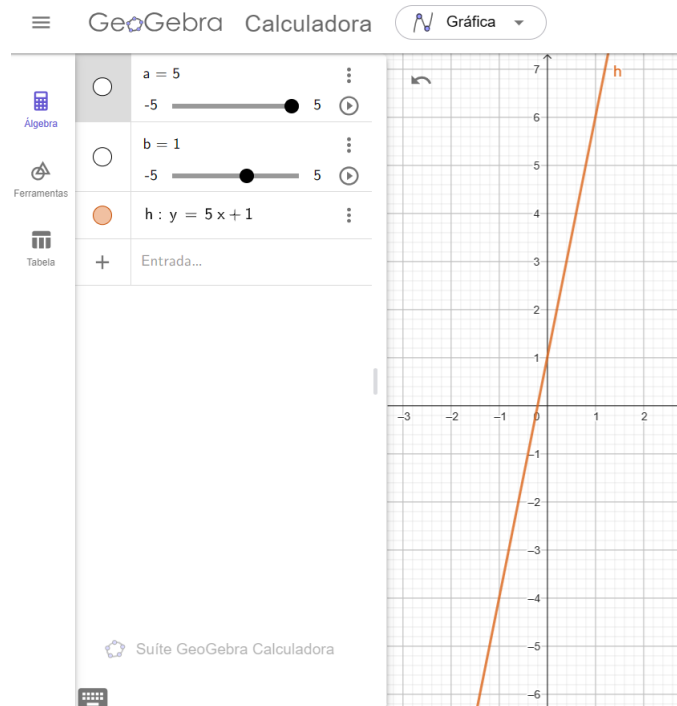 GeoGebra Calculadora Gráfica
a = 5
-5 5
Álgebra
b = 1
-5 5
Ferramentas
h : y = 5 x + 1
Tabela
+ Entrada...
Suíte GeoGebra Calculadora
h
7
6
5
4
3
2
1
–3 –2 –1 0 1 2
–1
–2
–3
–4
–5
–6